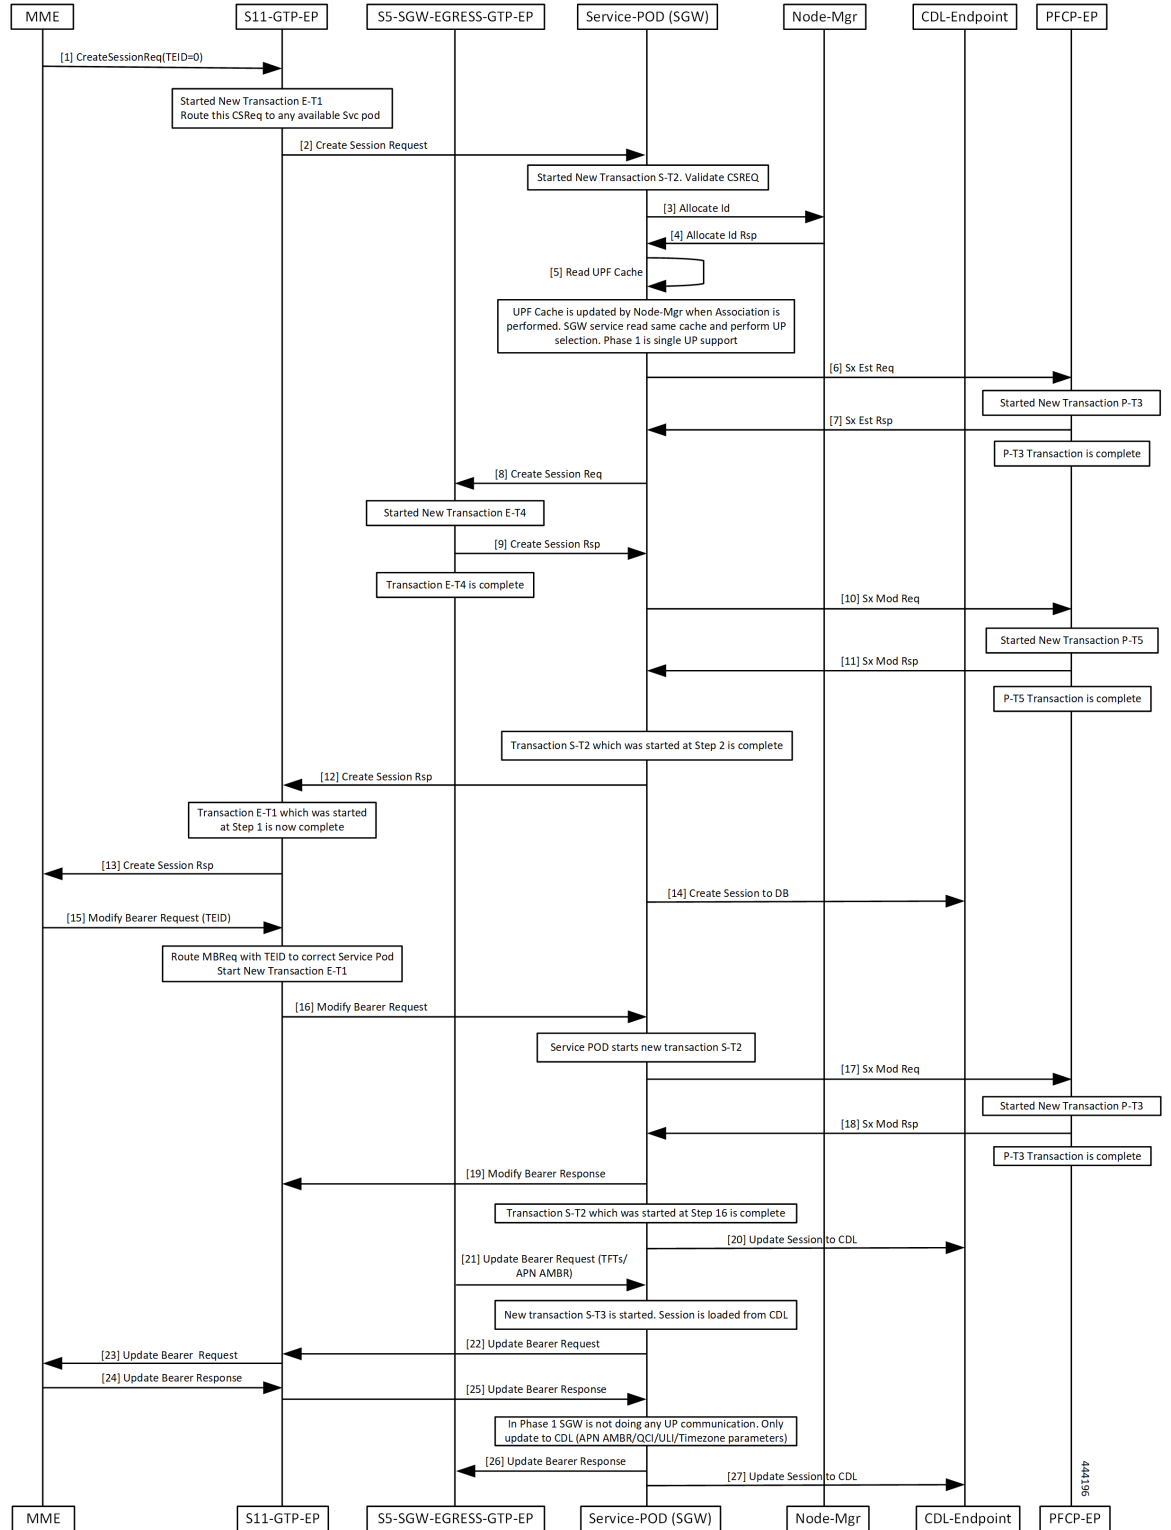 MME
S11-GTP-EP
S5-SGW-EGRESS-GTP-EP
Service-POD (SGW)
Node-Mgr
CDL-Endpoint
PFCP-EP
[1] CreateSessionReq(TEID=0)
Started New Transaction E-T1
Route this CSReq to any available Svc pod
[2] Create Session Request
Started New Transaction S-T2. Validate CSREQ
[3] Allocate Id
[4] Allocate Id Rsp
[5] Read UPF Cache
UPF Cache is updated by Node-Mgr when Association is
performed. SGW service read same cache and perform UP
selection. Phase 1 is single UP support
[6] Sx Est Req
Started New Transaction P-T3
[7] Sx Est Rsp
P-T3 Transaction is complete
[8] Create Session Req
Started New Transaction E-T4
[9] Create Session Rsp
Transaction E-T4 is complete
[10] Sx Mod Req
Started New Transaction P-T5
[11] Sx Mod Rsp
P-T5 Transaction is complete
Transaction S-T2 which was started at Step 2 is complete
[12] Create Session Rsp
Transaction E-T1 which was started
at Step 1 is now complete
[13] Create Session Rsp
[14] Create Session to DB
[15] Modify Bearer Request (TEID)
Route MBReq with TEID to correct Service Pod
Start New Transaction E-T1
[16] Modify Bearer Request
Service POD starts new transaction S-T2
[17] Sx Mod Req
Started New Transaction P-T3
[18] Sx Mod Rsp
P-T3 Transaction is complete
[19] Modify Bearer Response
Transaction S-T2 which was started at Step 16 is complete
[20] Update Session to CDL
[21] Update Bearer Request (TFTs/
APN AMBR)
New transaction S-T3 is started. Session is loaded from CDL
[22] Update Bearer Request
[23] Update Bearer Request
[24] Update Bearer Response
[25] Update Bearer Response
In Phase 1 SGW is not doing any UP communication. Only
update to CDL (APN AMBR/QCI/ULI/Timezone parameters)
[26] Update Bearer Response
[27] Update Session to CDL
444196
MME
S11-GTP-EP
S5-SGW-EGRESS-GTP-EP
Service-POD (SGW)
Node-Mgr
CDL-Endpoint
PFCP-EP